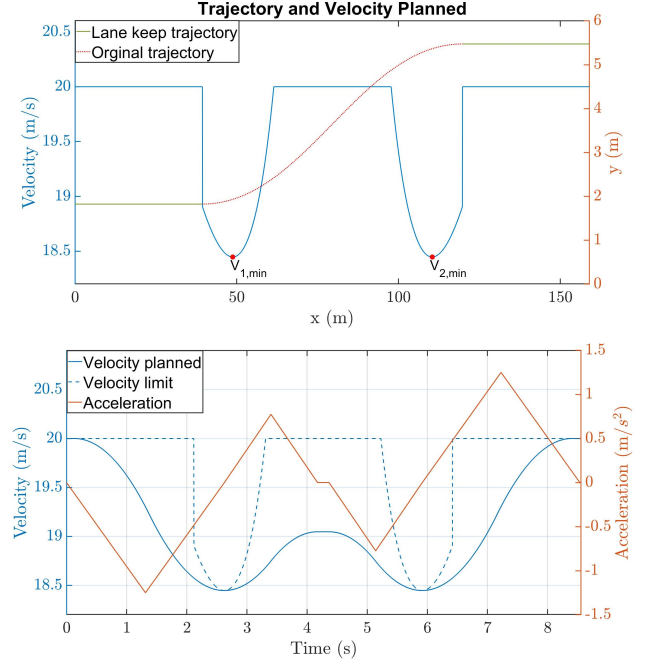 Trajectory and Velocity Planned
Lane keep trajectory
Orginal trajectory
Velocity (m/s)
20.5
20
19.5
19
18.5
y (m)
6
5
4
3
2
1
0
V1,min
V2,min
0 50 100 150
x (m)
Velocity planned
Velocity limit
Acceleration
Velocity (m/s)
20.5
20
19.5
19
18.5
Acceleration (m/s²)
1.5
1
0.5
0
-0.5
-1
-1.5
0 1 2 3 4 5 6 7 8
Time (s)